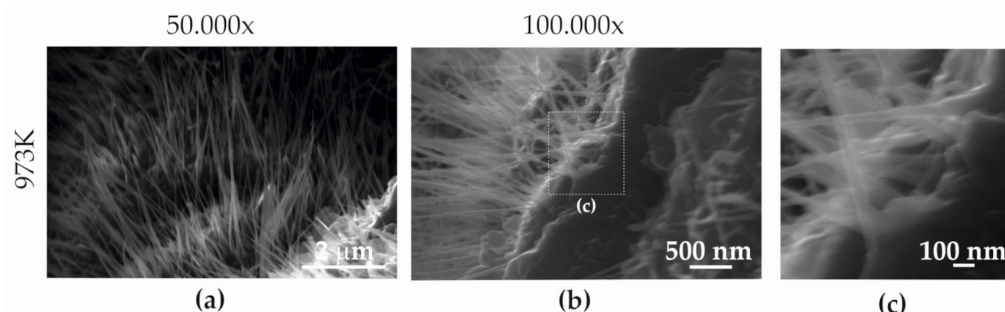 50.000x
100.000x
973K
2 μm
(c)
500 nm
100 nm
(a)
(b)
(c)